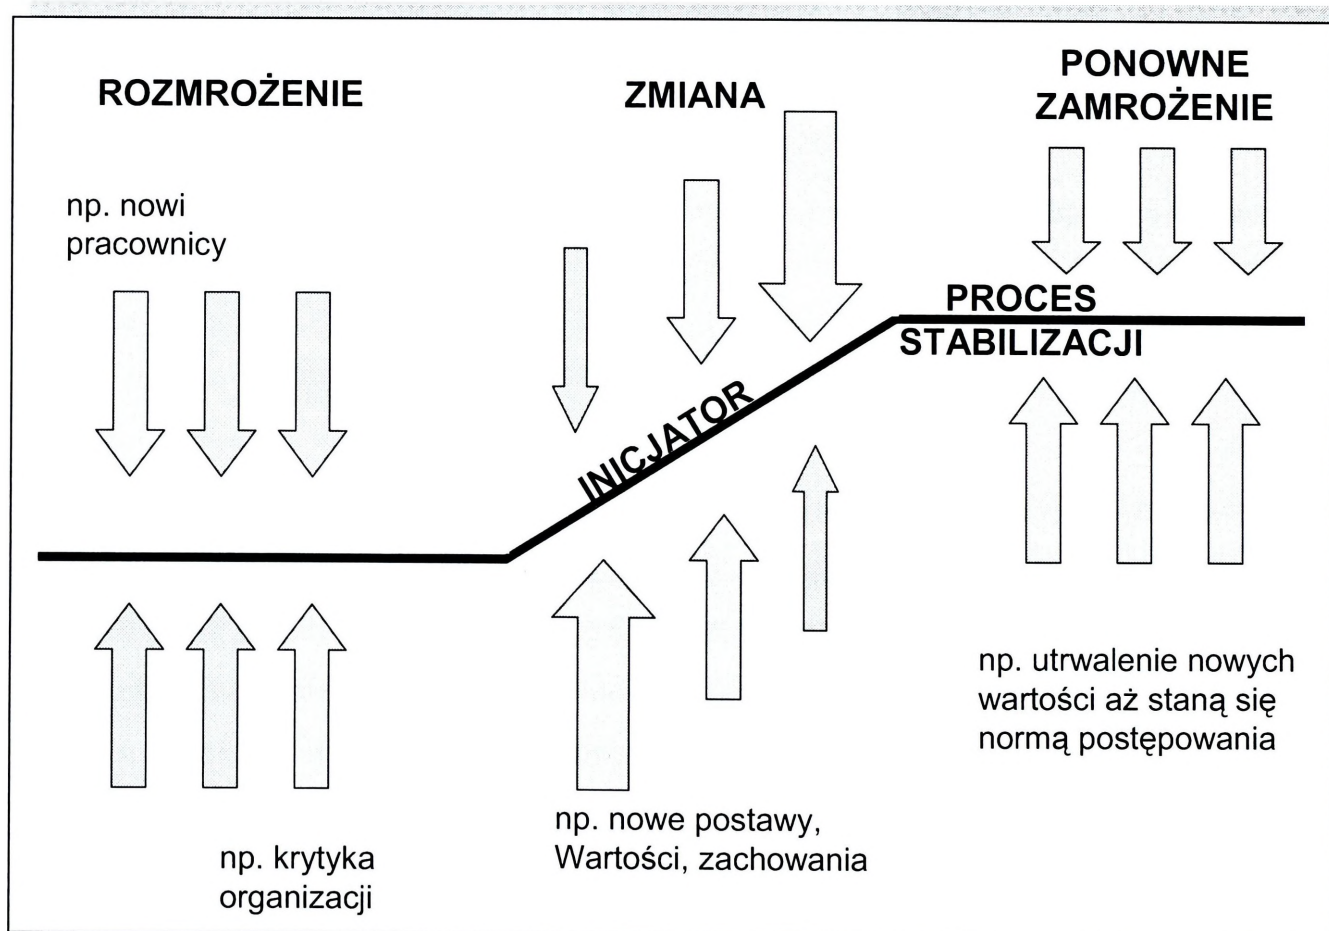 ROZMROŻENIE
np. nowi
pracownicy
np. krytyka
organizacji
ZMIANA
INICJATOR
np. nowe postawy,
Wartości, zachowania
PONOWNE
ZAMROŻENIE
PROCES
STABILIZACJI
np. utrwalenie nowych
wartości aż staną się
normą postępowania